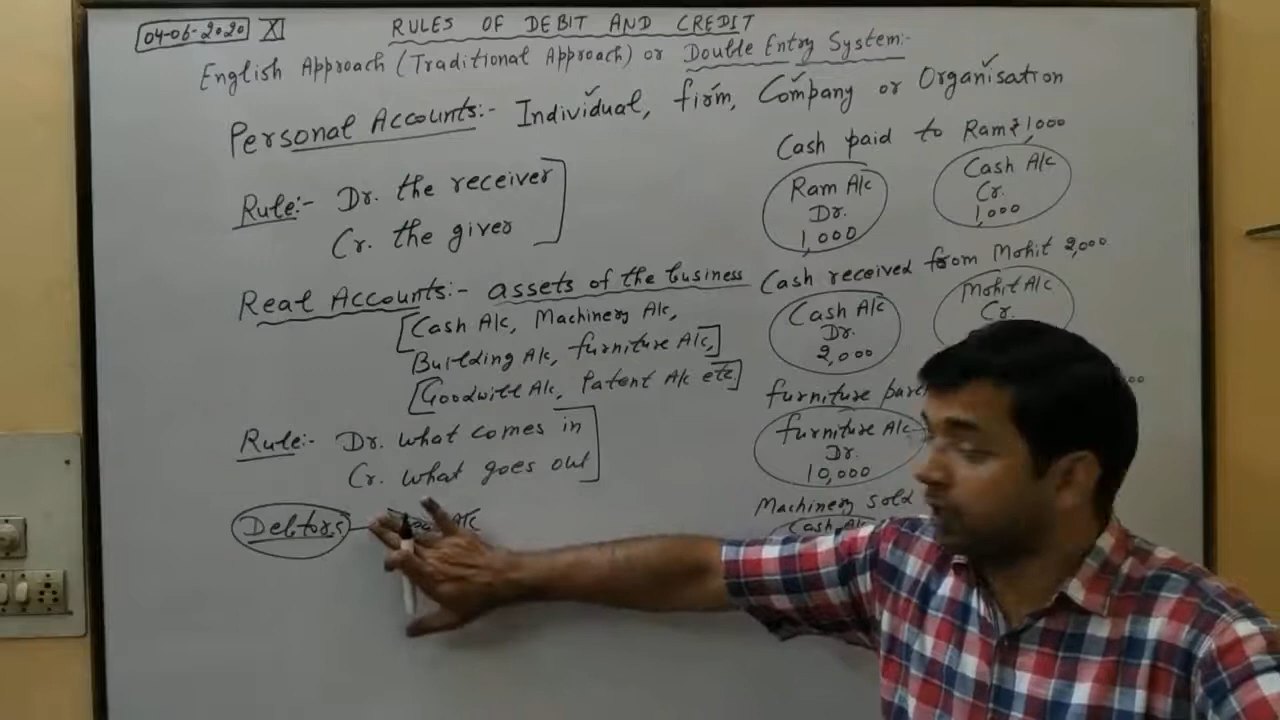 04-06-2020 XI
RULES OF DEBIT AND CREDIT
English Approach (Traditional Approach) or Double Entry System:-
Personal Accounts:- Individual, firm, Company or Organisation
Rule:- Dr. the receiver
Cr. the giver
Real Accounts:- assets of the business
[Cash A/c, Machinery A/c,
Building A/c, furniture A/c,]
[Goodwill A/c, Patent A/c etc.]
Rule:- Dr. what comes in
Cr. what goes out
Debtors
A/c
Cash paid to Ram ₹1000
Ram A/c
Dr.
1,000
Cash A/c
Cr.
1,000
Cash received from Mohit 2,000
Cash A/c
Dr.
2,000
Mohit A/c
Cr.
furniture
furniture A/c
Dr.
10,000
Machinery sold
Cash A/c